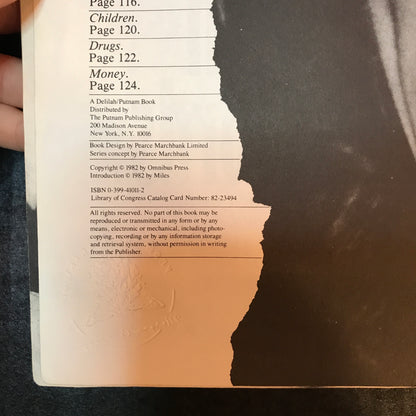 Page 116.
Children.
Page 120.
Drugs.
Page 122.
Money.
Page 124.
A Delilah/Putnam Book
Distributed by
The Putnam Publishing Group
200 Madison Avenue
New York, N.Y. 10016
Book Design by Pearce Marchbank Limited
Series concept by Pearce Marchbank
Copyright © 1982 by Omnibus Press
Introduction © 1982 by Miles
ISBN 0-399-41011-2
Library of Congress Catalog Card Number: 82-23494
All rights reserved. No part of this book may be
reproduced or transmitted in any form or by any
means, electronic or mechanical, including photo-
copying, recording or by any information storage
and retrieval system, without permission in writing
from the Publisher.